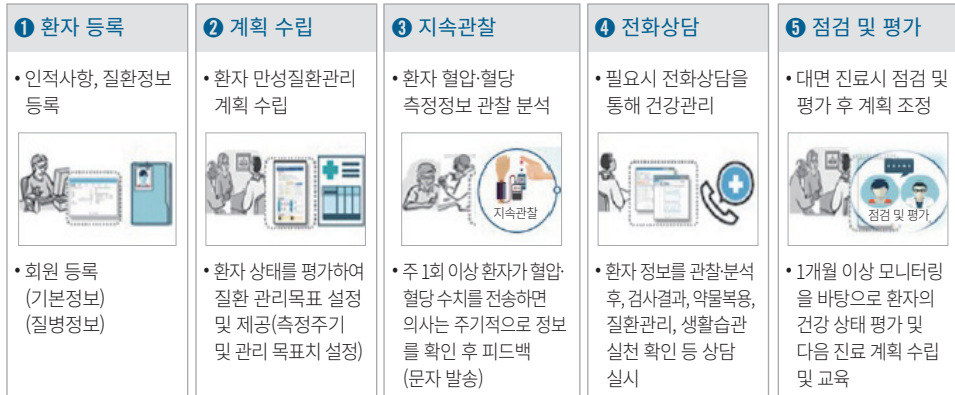 ❶ 환자 등록
• 인적사항, 질환정보
등록
• 회원 등록
(기본정보)
(질병정보)
❷ 계획 수립
• 환자 만성질환관리
계획 수립
• 환자 상태를 평가하여
질환 관리목표 설정
및 제공(측정주기
및 관리 목표치 설정)
❸ 지속관찰
• 환자 혈압·혈당
측정정보 관찰 분석
지속관찰
• 주 1회 이상 환자가 혈압·
혈당 수치를 전송하면
의사는 주기적으로 정보
를 확인 후 피드백
(문자 발송)
❹ 전화상담
• 필요시 전화상담을
통해 건강관리
• 환자 정보를 관찰·분석
후, 검사결과, 약물복용,
질환관리, 생활습관
실천 확인 등 상담
실시
❺ 점검 및 평가
• 대면 진료시 점검 및
평가 후 계획 조정
점검 및 평가
• 1개월 이상 모니터링
을 바탕으로 환자의
건강 상태 평가 및
다음 진료 계획 수립
및 교육